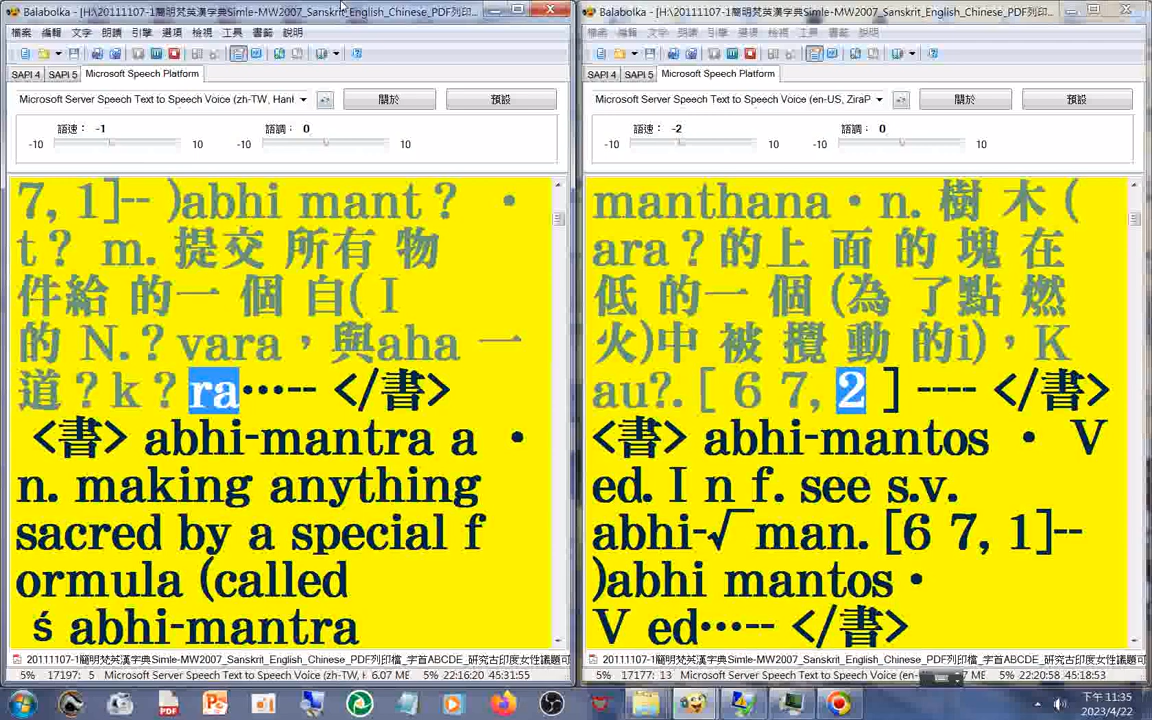 Balabolka - [H:\20111107-1簡明梵英漢字典Simle-MW2007_Sanskrit_English_Chinese_PDF列印...
檔案 編輯 文字 朗讀 引擎 選項 檢視 工具 書籤 說明
SAPI 4 SAPI 5 Microsoft Speech Platform
Microsoft Server Speech Text to Speech Voice (zh-TW, Han 關於 預設
語速： -1 語調： 0
-10 10 -10 10
7, 1]-- )abhi mant？ •
t？ m. 提交 所有 物
件給 的一 個 自( I
的 N.？vara，與aha 一
道？k？ra…-- </書>
<書> abhi-mantra a •
n. making anything
sacred by a special f
ormula (called
ś abhi-mantra
20111107-1簡明梵英漢字典Simle-MW2007_Sanskrit_English_Chinese_PDF列印檔_字首ABCDE_研究古印度女性議題可
5% 17197: 5 Microsoft Server Speech Text to Speech Voice (zh-TW, H 6.07 ME 5% 22:16:20 45:31:55
Balabolka - [H:\20111107-1簡明梵英漢字典Simle-MW2007_Sanskrit_English_Chinese_PDF列印...
檔案 編輯 文字 朗讀 引擎 選項 檢視 工具 書籤 說明
SAPI 4 SAPI 5 Microsoft Speech Platform
Microsoft Server Speech Text to Speech Voice (en-US, ZiraP 關於 預設
語速： -2 語調： 0
-10 10 -10 10
manthana • n. 樹 木 (
ara？的上 面 的 塊 在
低 的一 個 (為 了點 燃
火)中 被 攪 動 的i)，K
au?. [ 6 7, 2 ] ---- </書>
<書> abhi-mantos • V
ed. I n f. see s.v.
abhi-√ man. [6 7, 1]--
)abhi mantos •
V ed…-- </書>
20111107-1簡明梵英漢字典Simle-MW2007_Sanskrit_English_Chinese_PDF列印檔_字首ABCDE_研究古印度女性議題可
5% 17177: 13 Microsoft Server Speech Text to Speech Voice 5% 22:20:58 45:18:53
PDF
下午 11:35
2023/4/22